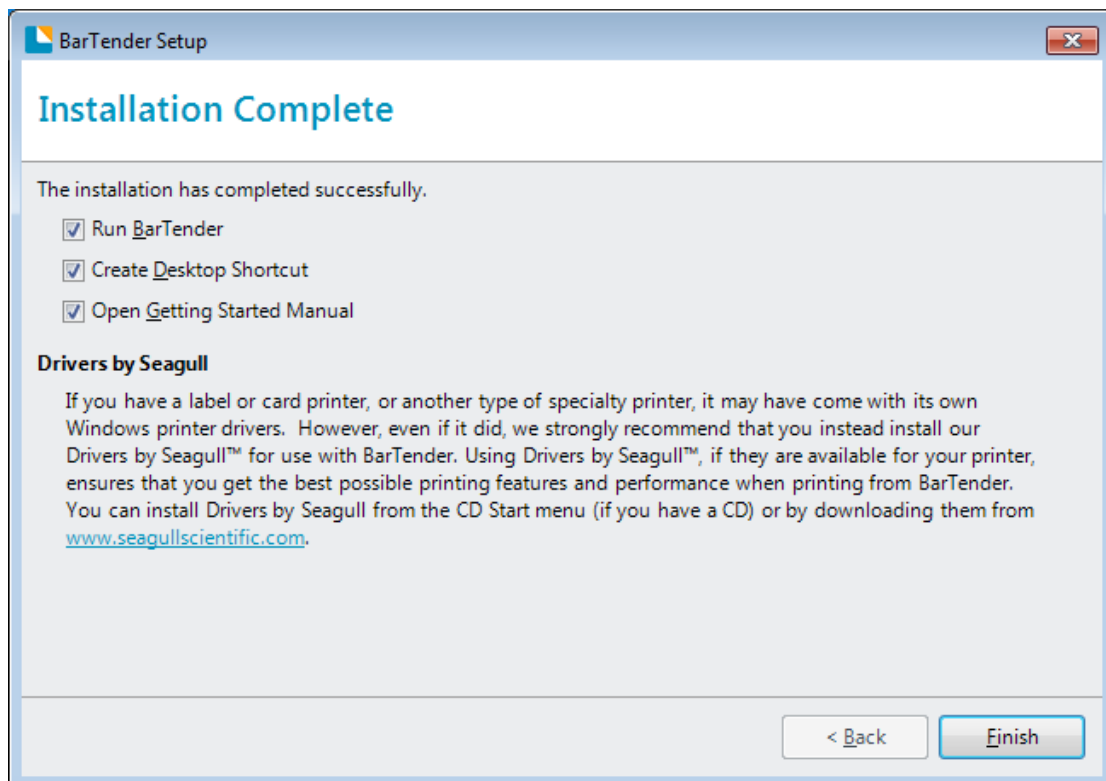 BarTender Setup
Installation Complete
The installation has completed successfully.
Run BarTender
Create Desktop Shortcut
Open Getting Started Manual
Drivers by Seagull
If you have a label or card printer, or another type of specialty printer, it may have come with its own
Windows printer drivers.  However, even if it did, we strongly recommend that you instead install our
Drivers by Seagull™ for use with BarTender. Using Drivers by Seagull™, if they are available for your printer,
ensures that you get the best possible printing features and performance when printing from BarTender.
You can install Drivers by Seagull from the CD Start menu (if you have a CD) or by downloading them from
www.seagullscientific.com.
< Back
Finish